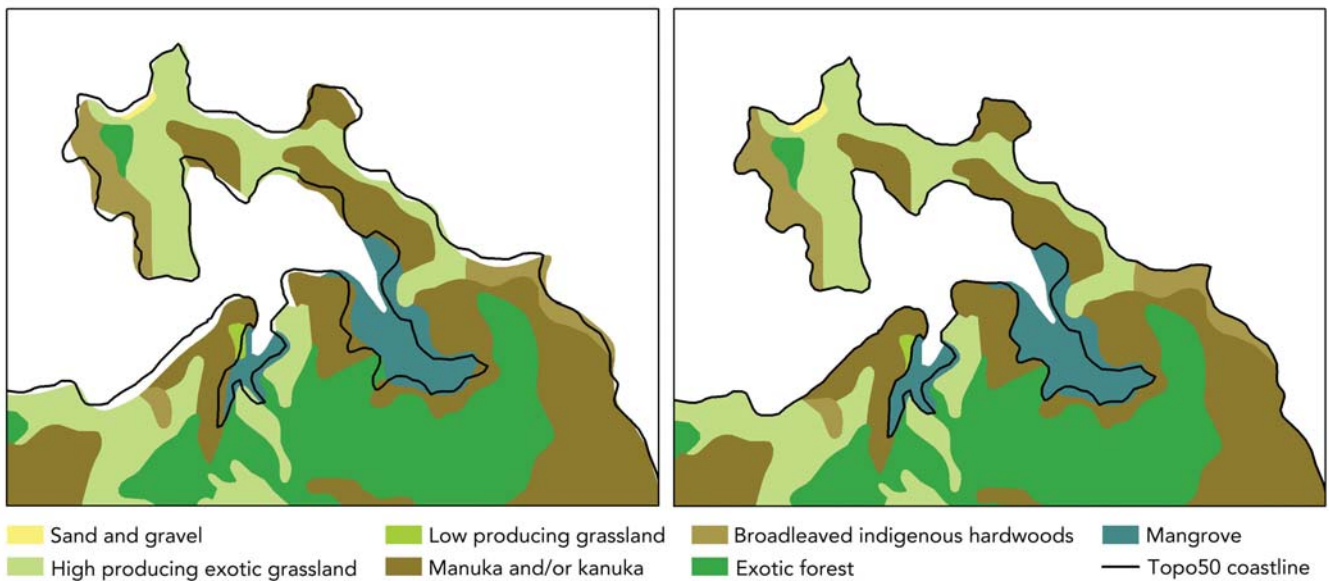 Sand and gravel
Low producing grassland
Broadleaved indigenous hardwoods
Mangrove
High producing exotic grassland
Manuka and/or kanuka
Exotic forest
Topo50 coastline